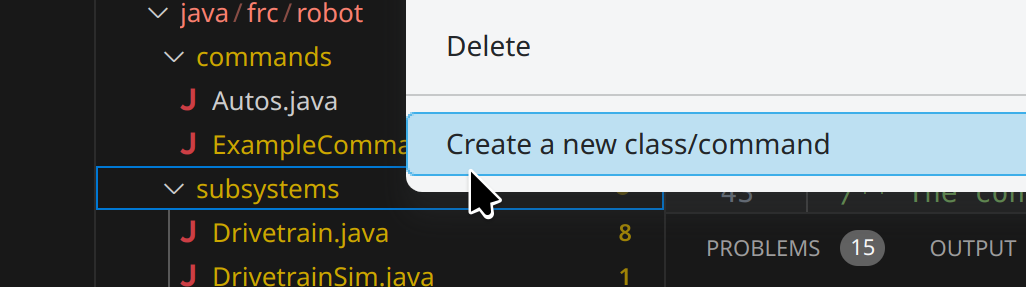 java/frc/robot
Delete
commands
Autos.java
ExampleComma
Create a new class/command
subsystems
43
/** The con
Drivetrain.java 8
PROBLEMS 15 OUTPUT
DrivetrainSim.java 1